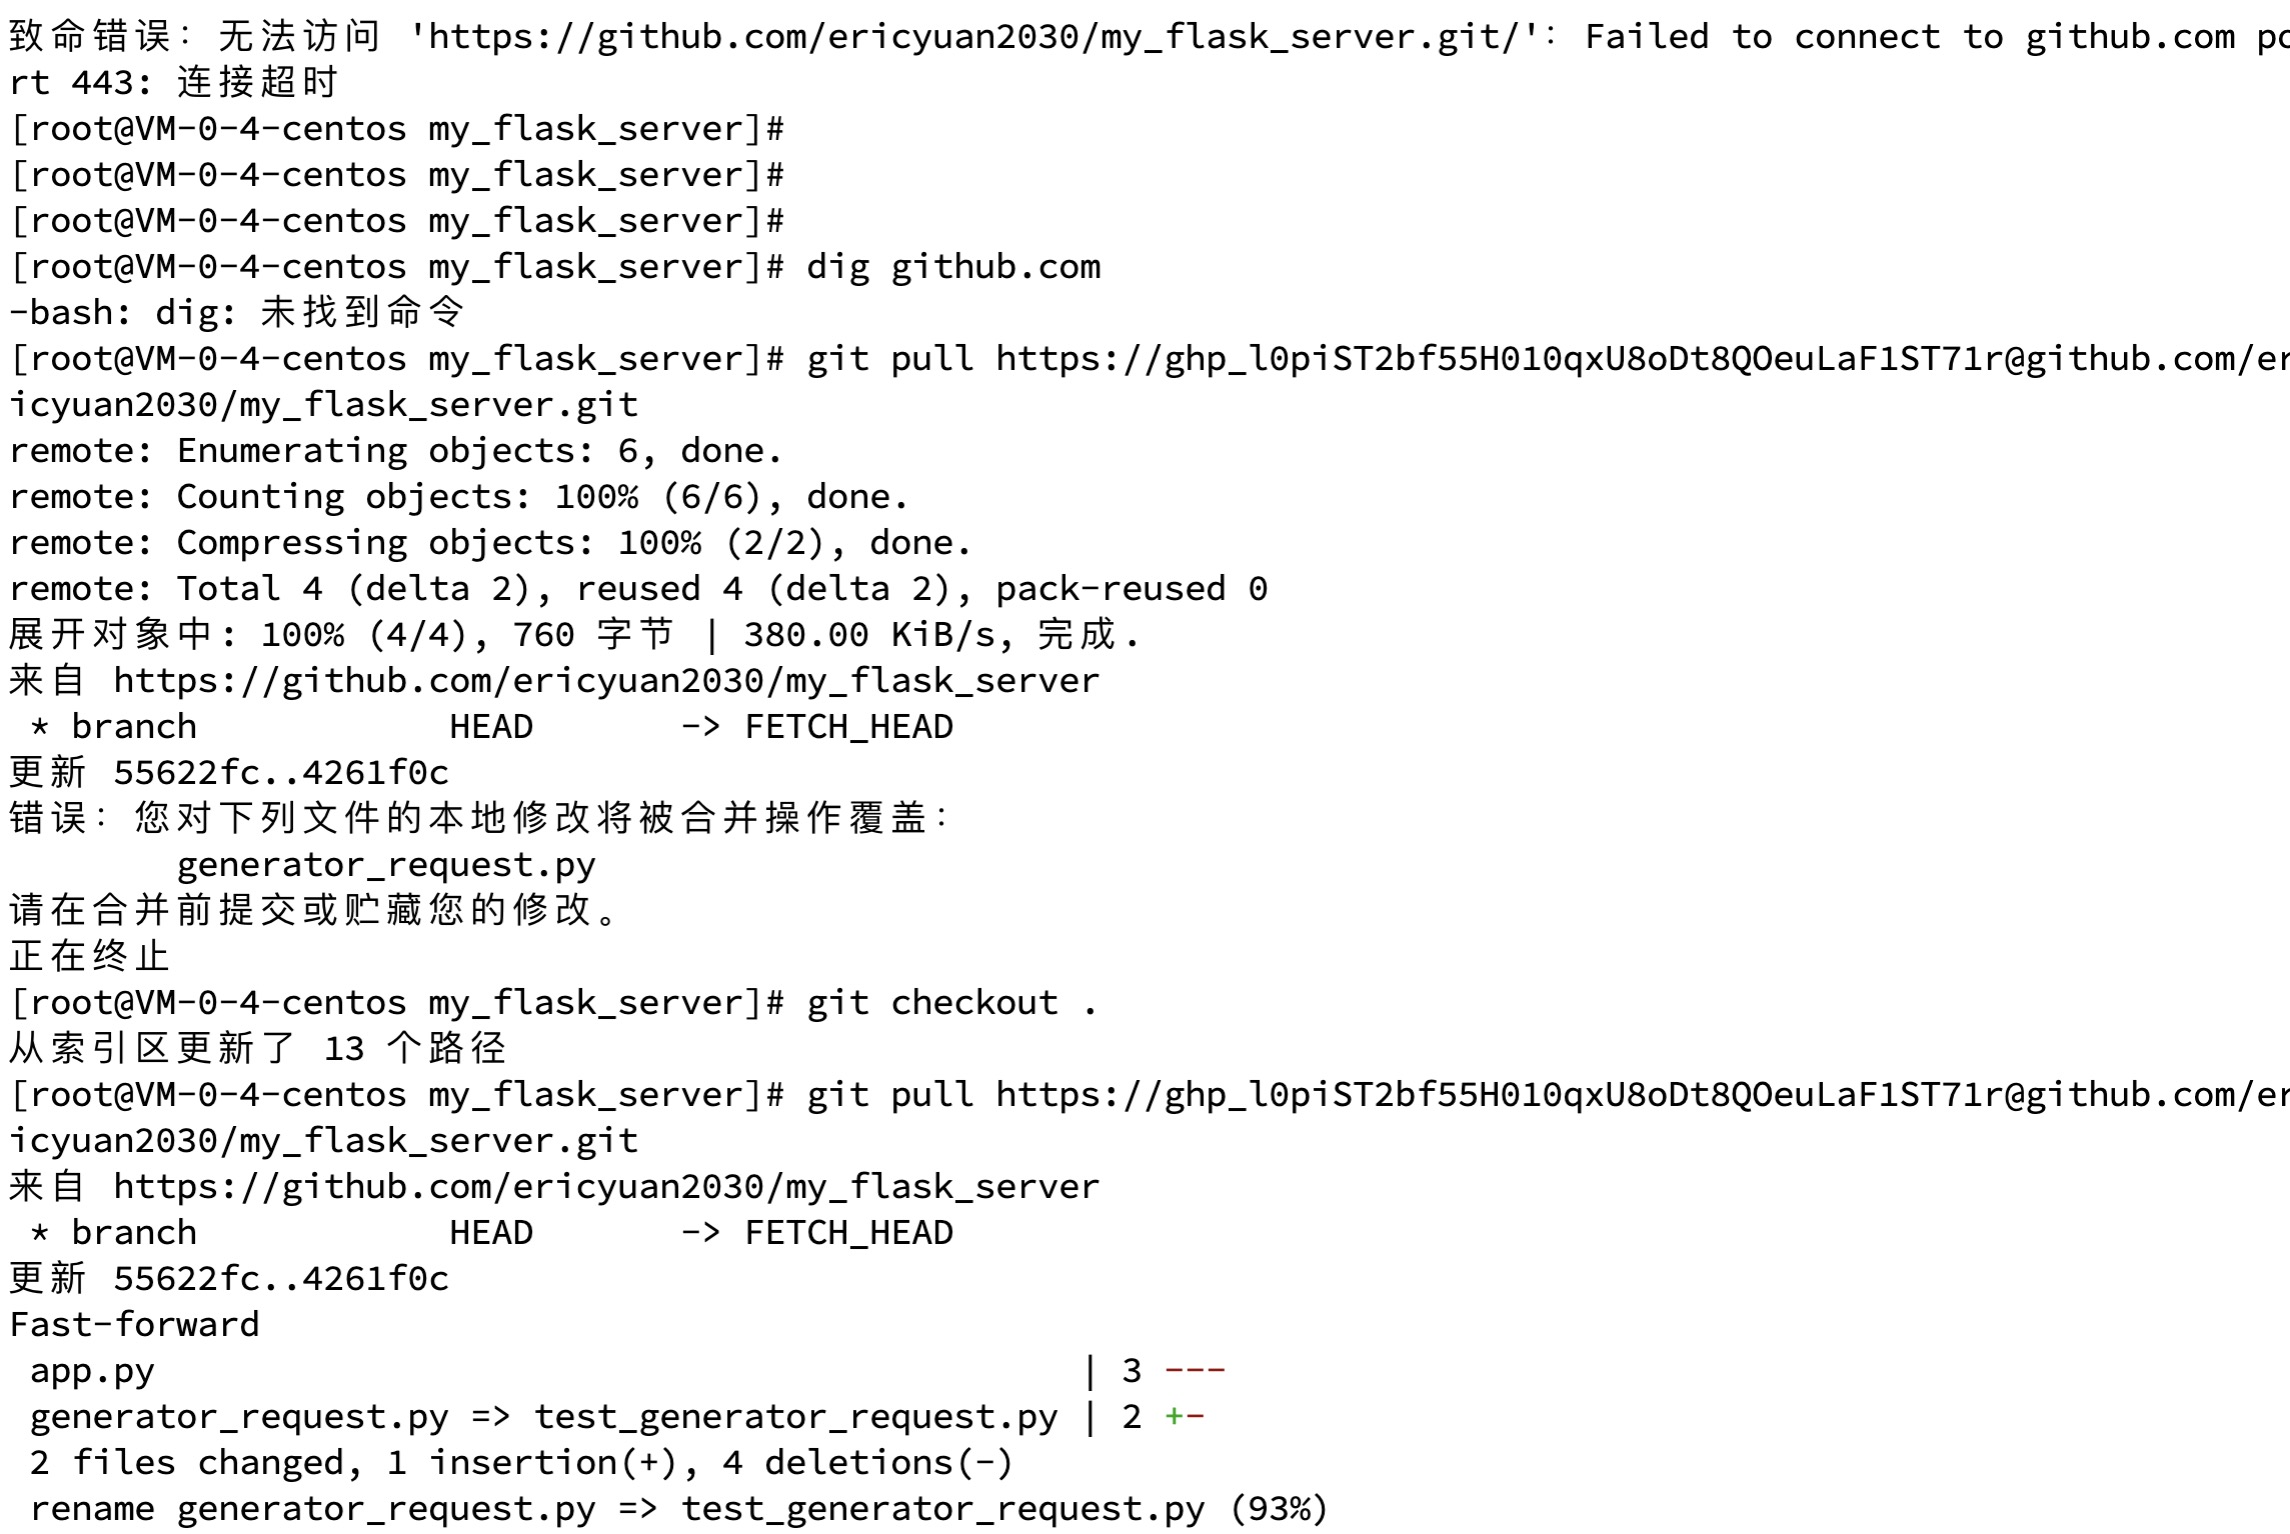 致命错误：无法访问 'https://github.com/ericyuan2030/my_flask_server.git/'：Failed to connect to github.com po
rt 443: 连接超时
[root@VM-0-4-centos my_flask_server]#
[root@VM-0-4-centos my_flask_server]#
[root@VM-0-4-centos my_flask_server]#
[root@VM-0-4-centos my_flask_server]# dig github.com
-bash: dig: 未找到命令
[root@VM-0-4-centos my_flask_server]# git pull https://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@github.com/er
icyuan2030/my_flask_server.git
remote: Enumerating objects: 6, done.
remote: Counting objects: 100% (6/6), done.
remote: Compressing objects: 100% (2/2), done.
remote: Total 4 (delta 2), reused 4 (delta 2), pack-reused 0
展开对象中: 100% (4/4), 760 字节 | 380.00 KiB/s, 完成.
来自 https://github.com/ericyuan2030/my_flask_server
 * branch            HEAD       -> FETCH_HEAD
更新 55622fc..4261f0c
错误：您对下列文件的本地修改将被合并操作覆盖：
        generator_request.py
请在合并前提交或贮藏您的修改。
正在终止
[root@VM-0-4-centos my_flask_server]# git checkout .
从索引区更新了 13 个路径
[root@VM-0-4-centos my_flask_server]# git pull https://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@github.com/er
icyuan2030/my_flask_server.git
来自 https://github.com/ericyuan2030/my_flask_server
 * branch            HEAD       -> FETCH_HEAD
更新 55622fc..4261f0c
Fast-forward
 app.py                                            | 3 ---
 generator_request.py => test_generator_request.py | 2 +-
 2 files changed, 1 insertion(+), 4 deletions(-)
 rename generator_request.py => test_generator_request.py (93%)